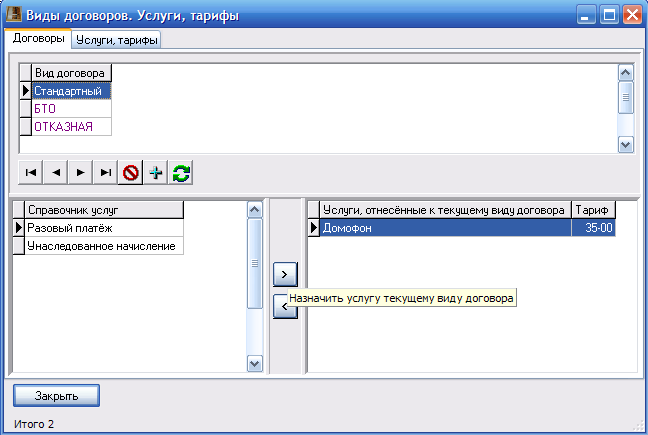 Виды договоров. Услуги, тарифы
Договоры
Услуги, тарифы
Вид договора
Стандартный
БТО
ОТКАЗНАЯ
Справочник услуг
Разовый платёж
Унаследованное начисление
Услуги, отнесённые к текущему виду договора Тариф
Домофон 35-00
>
Назначить услугу текущему виду договора
<
Закрыть
Итого 2